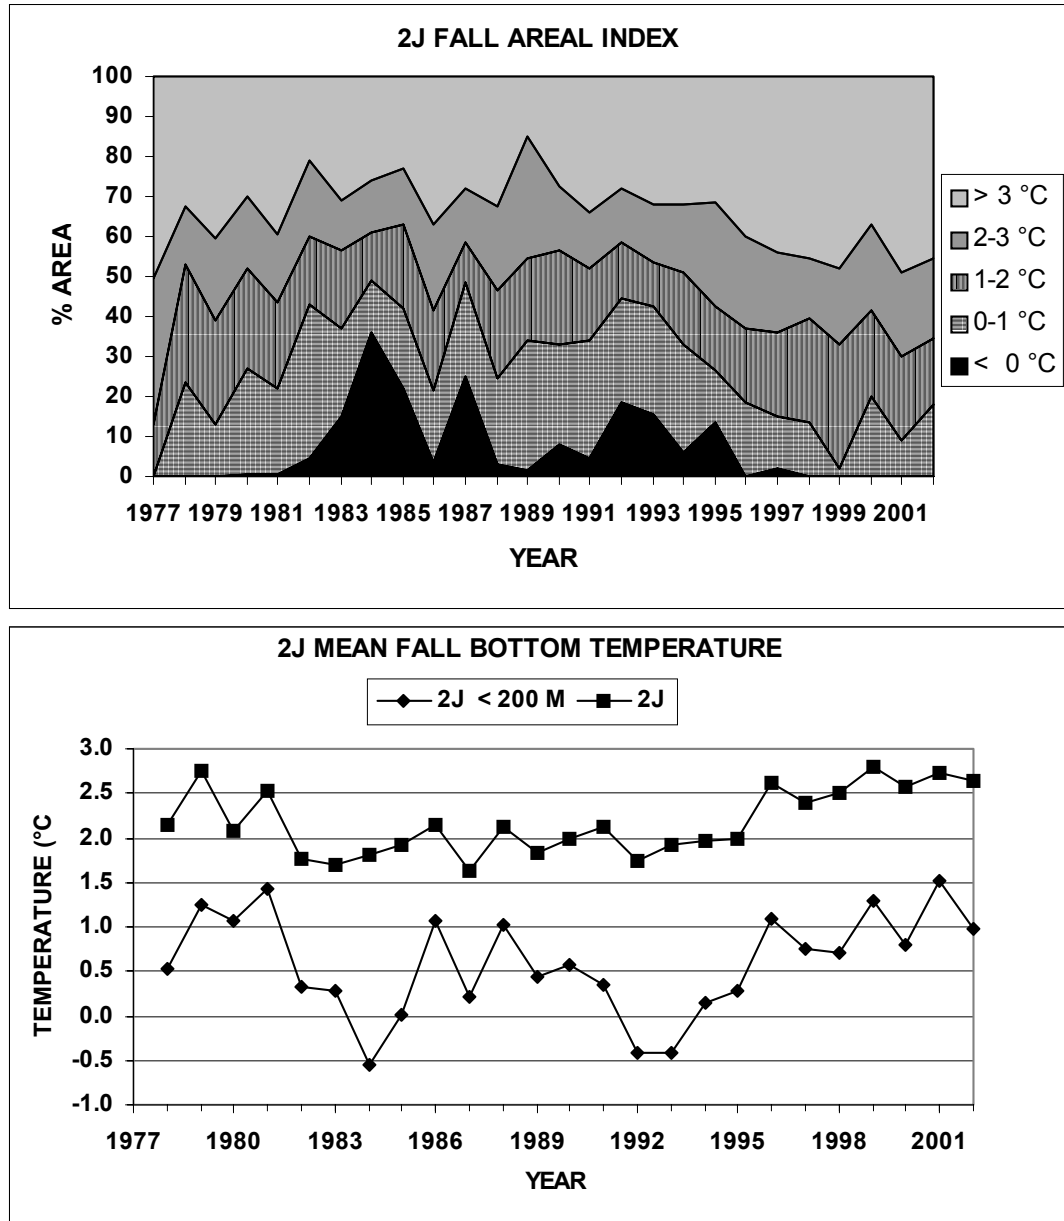 2J FALL AREAL INDEX
100
90
80
70
60
50
40
30
20
10
0
% AREA
1977 1979 1981 1983 1985 1987 1989 1991 1993 1995 1997 1999 2001
YEAR
> 3 °C
2-3 °C
1-2 °C
0-1 °C
< 0 °C
2J MEAN FALL BOTTOM TEMPERATURE
2J < 200 M 2J
3.0
2.5
2.0
1.5
1.0
0.5
0.0
-0.5
-1.0
TEMPERATURE (°C
1977 1980 1983 1986 1989 1992 1995 1998 2001
YEAR